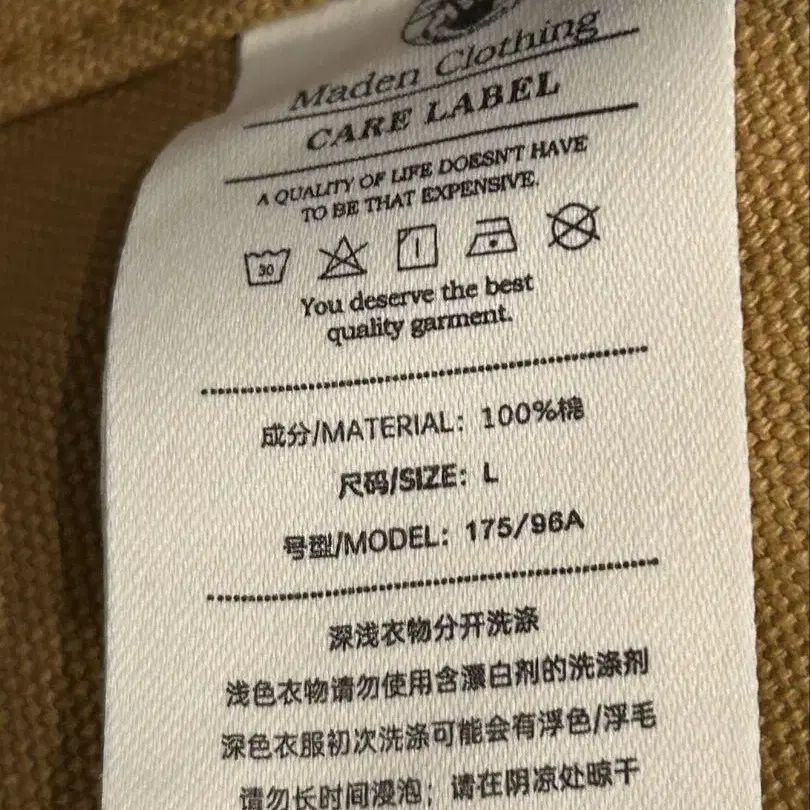 Maden Clothing
CARE LABEL
A QUALITY OF LIFE DOESN'T HAVE
TO BE THAT EXPENSIVE.
30
You deserve the best
quality garment.
成分/MATERIAL: 100%棉
尺码/SIZE: L
号型/MODEL: 175/96A
深浅衣物分开洗涤
浅色衣物请勿使用含漂白剂的洗涤剂
深色衣服初次洗涤可能会有浮色/浮毛
请勿长时间浸泡；请在阴凉处晾干